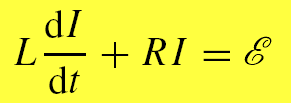 L dI/dt + RI = ℰ